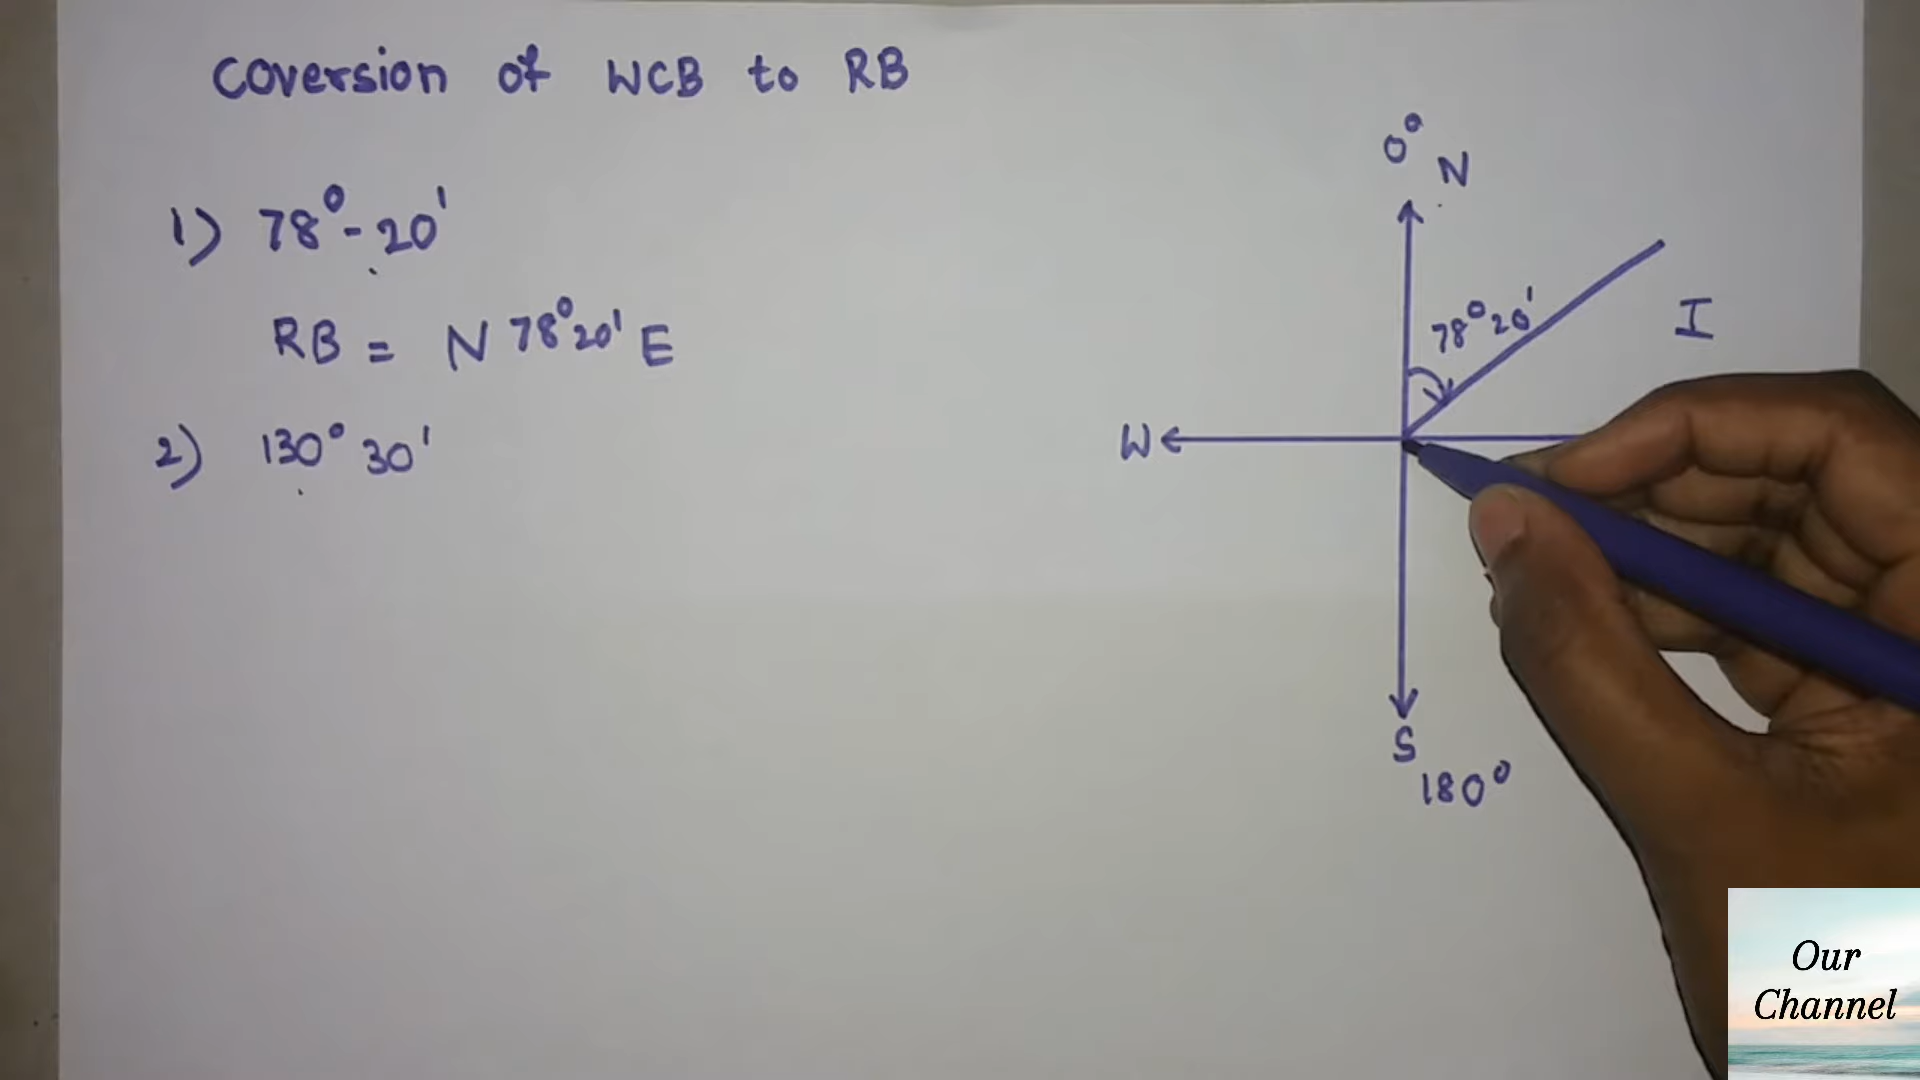 Coversion of WCB to RB
1) 78°-20'
RB = N 78°20' E
2) 130° 30'
0°
N
78°20'
I
W
S
180°
Our
Channel